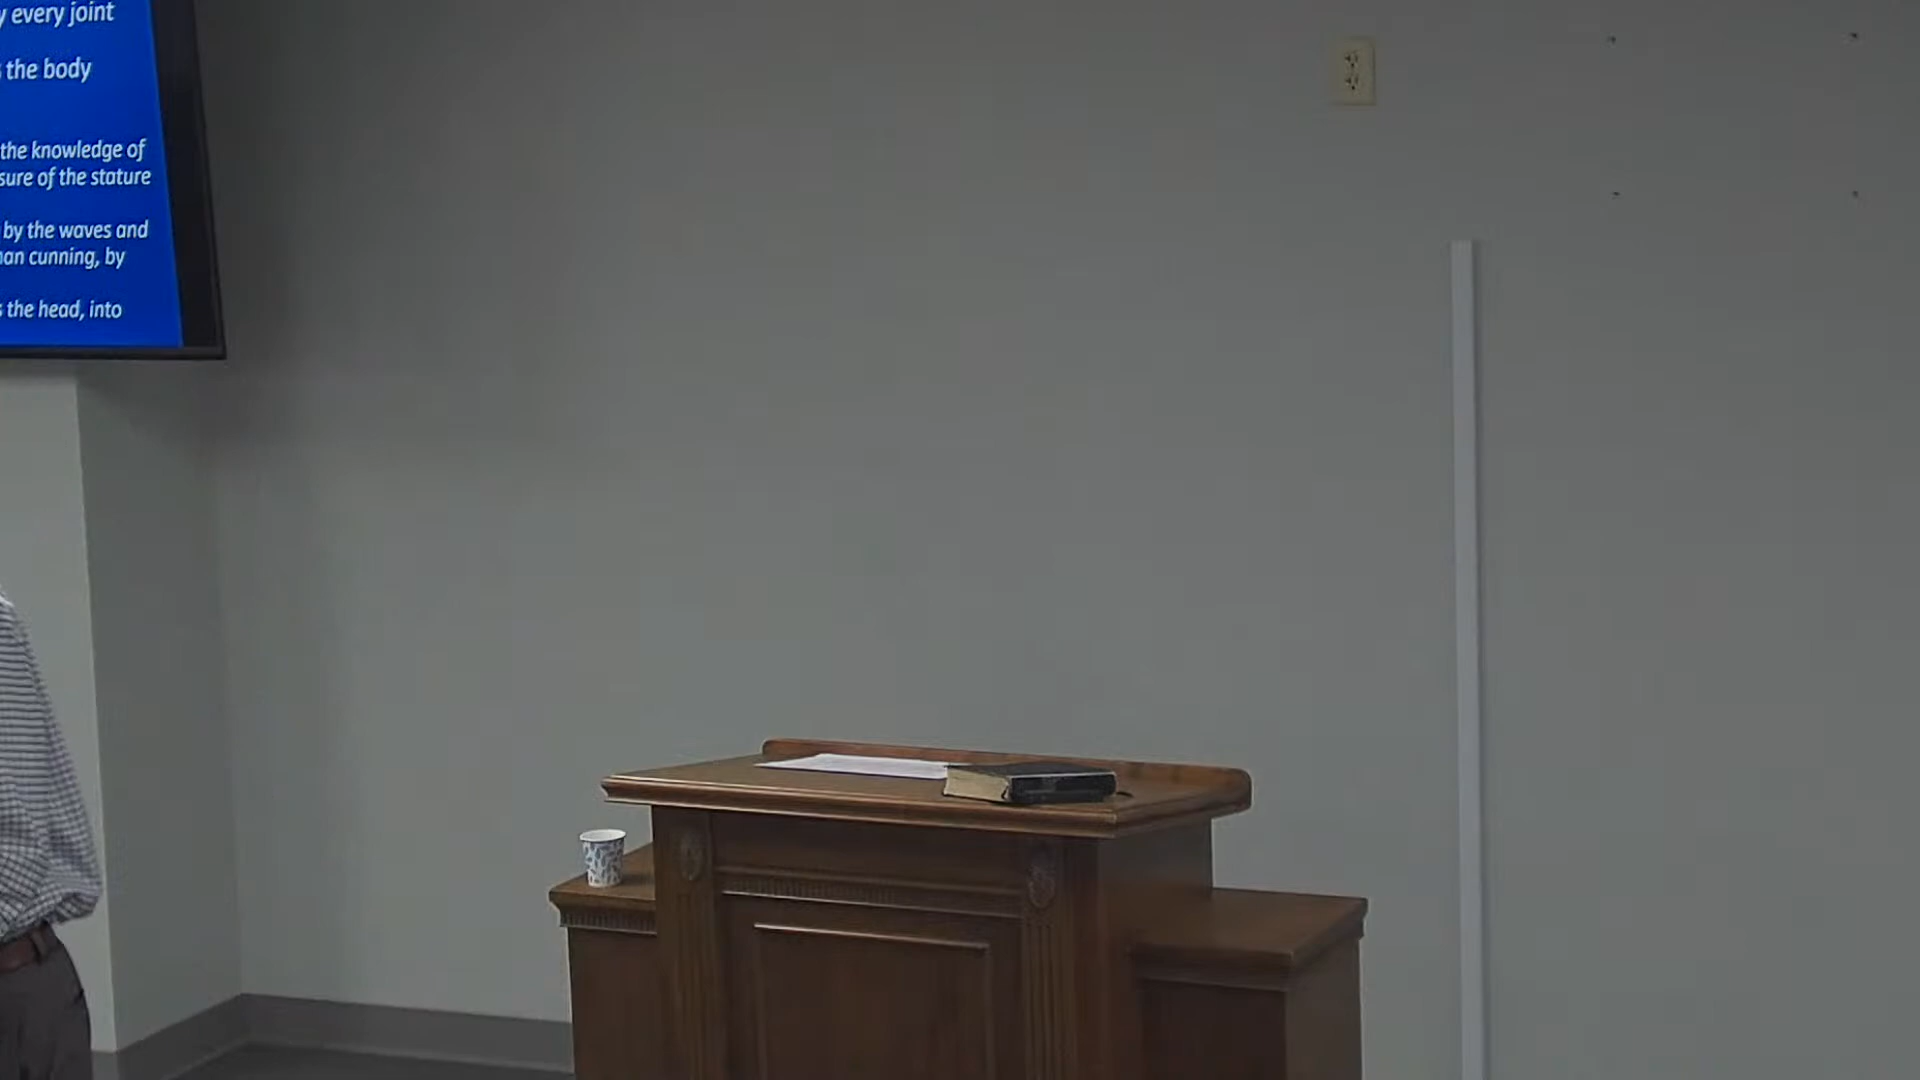 every joint
the body
the knowledge of
sure of the stature
by the waves and
an cunning, by
the head, into